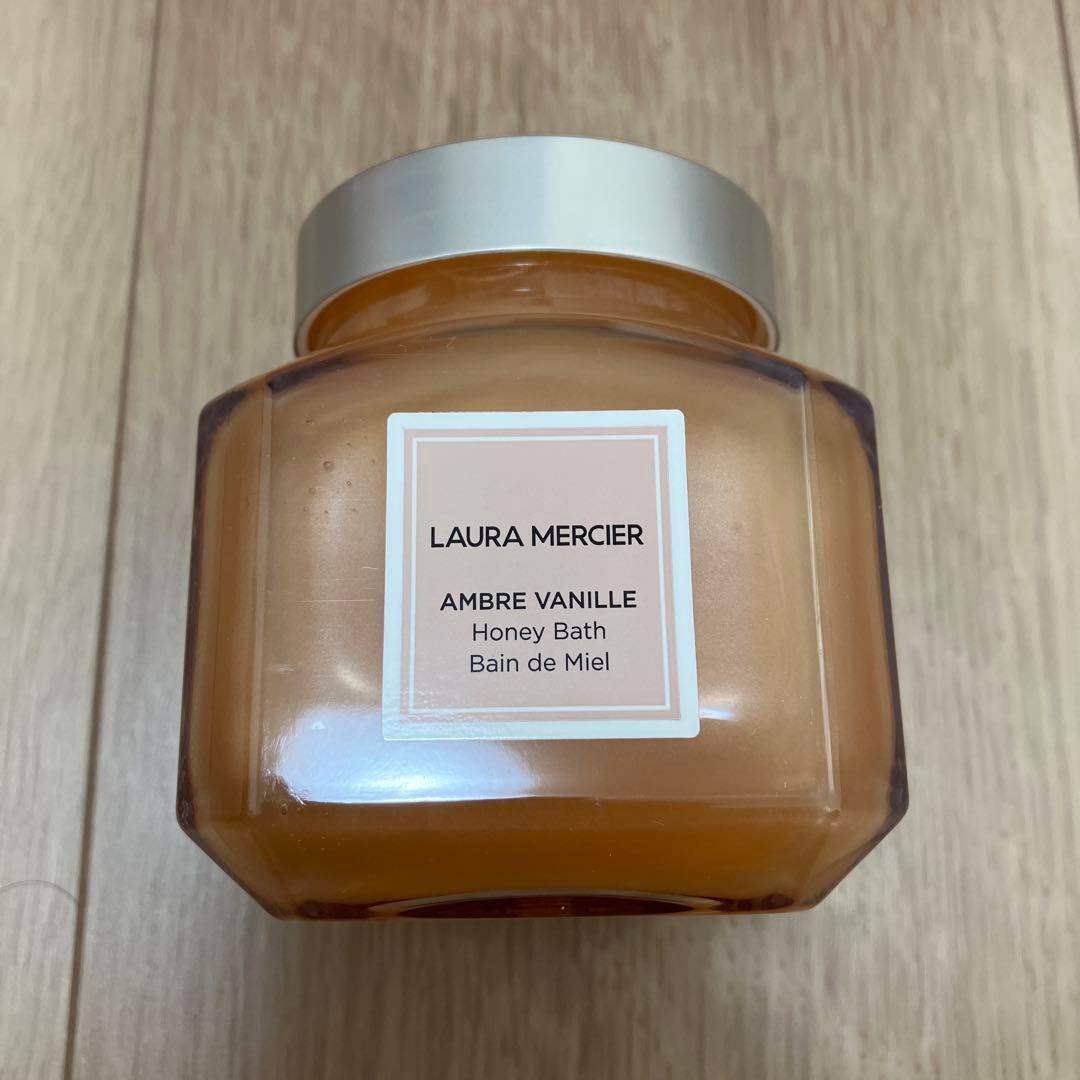 LAURA MERCIER
AMBRE VANILLE
Honey Bath
Bain de Miel